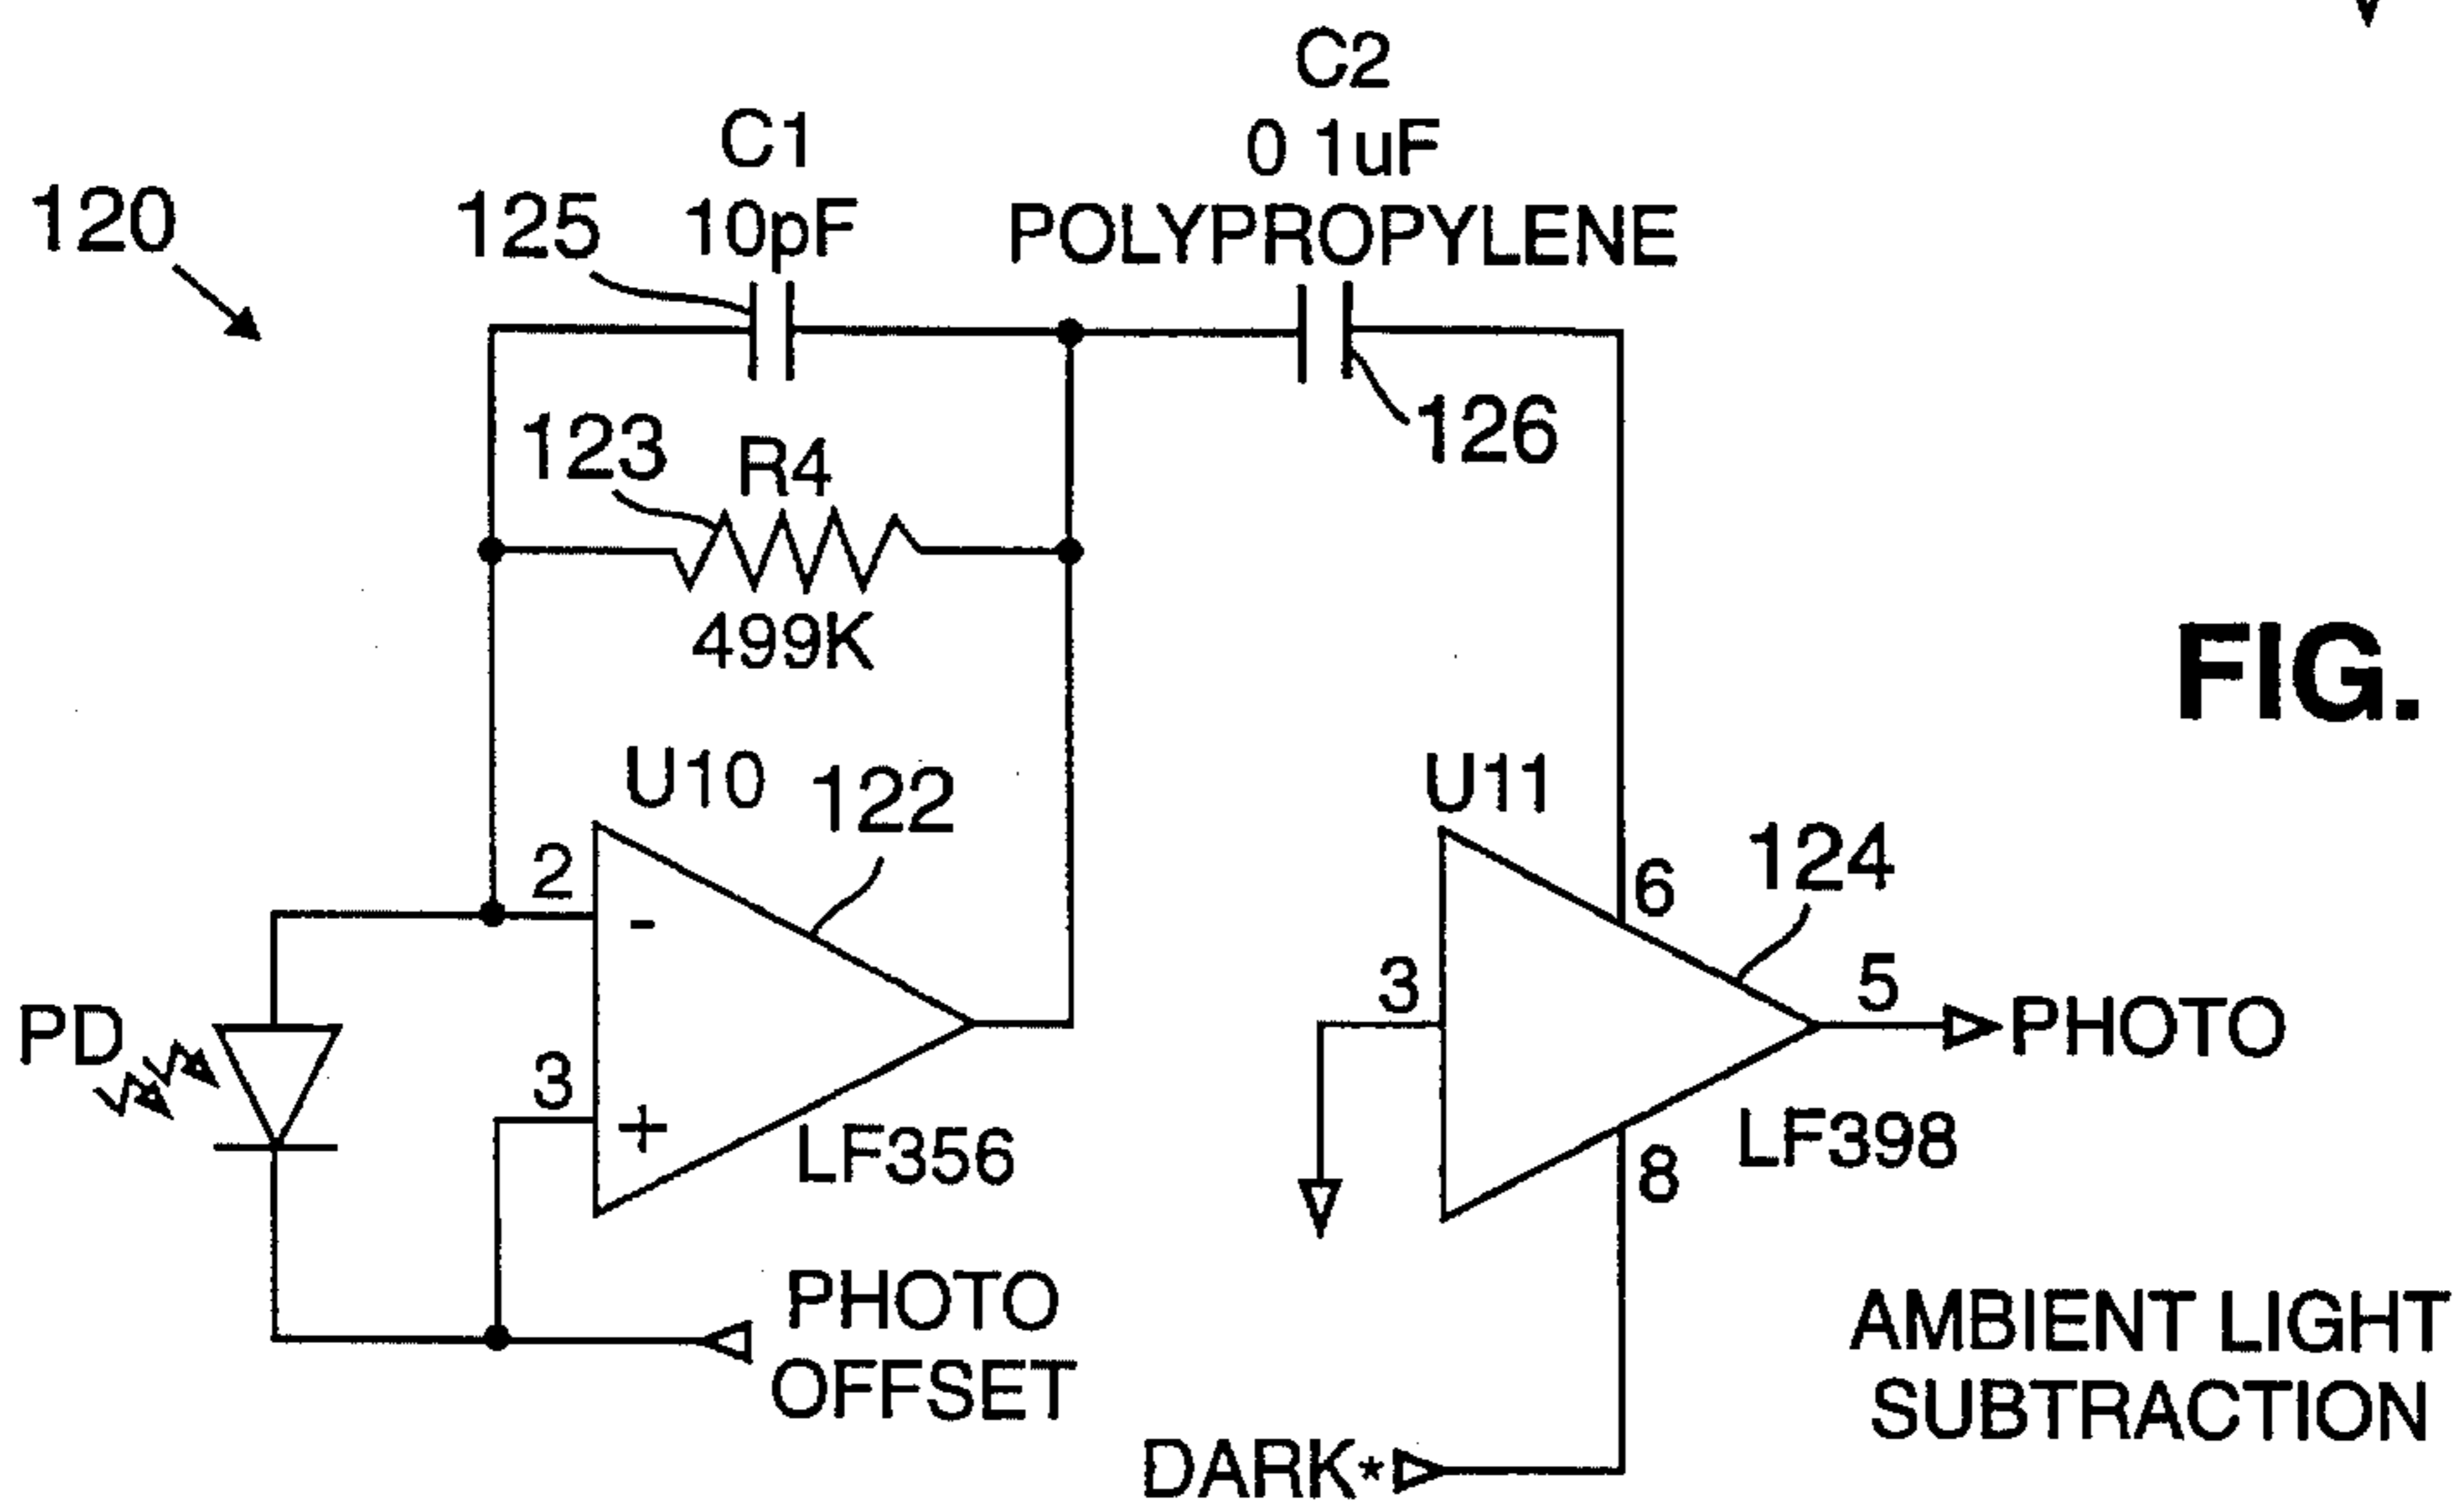 C2
0 1uF
POLYPROPYLENE
C1
10pF
120
125
126
123
R4
499K
FIG.
U10
122
U11
124
2
-
6
3
5
PHOTO
PD
3
+
LF356
LF398
8
PHOTO
OFFSET
AMBIENT LIGHT
SUBTRACTION
DARK*